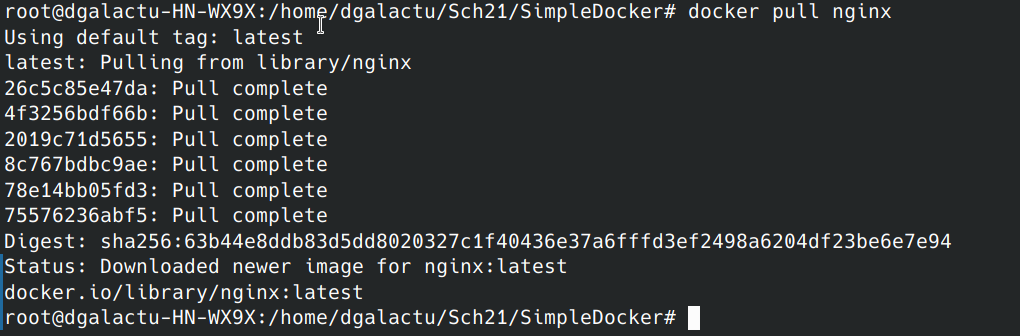 root@dgalactu-HN-WX9X:/home/dgalactu/Sch21/SimpleDocker# docker pull nginx
Using default tag: latest
latest: Pulling from library/nginx
26c5c85e47da: Pull complete
4f3256bdf66b: Pull complete
2019c71d5655: Pull complete
8c767bdbc9ae: Pull complete
78e14bb05fd3: Pull complete
75576236abf5: Pull complete
Digest: sha256:63b44e8ddb83d5dd8020327c1f40436e37a6fffd3ef2498a6204df23be6e7e94
Status: Downloaded newer image for nginx:latest
docker.io/library/nginx:latest
root@dgalactu-HN-WX9X:/home/dgalactu/Sch21/SimpleDocker#